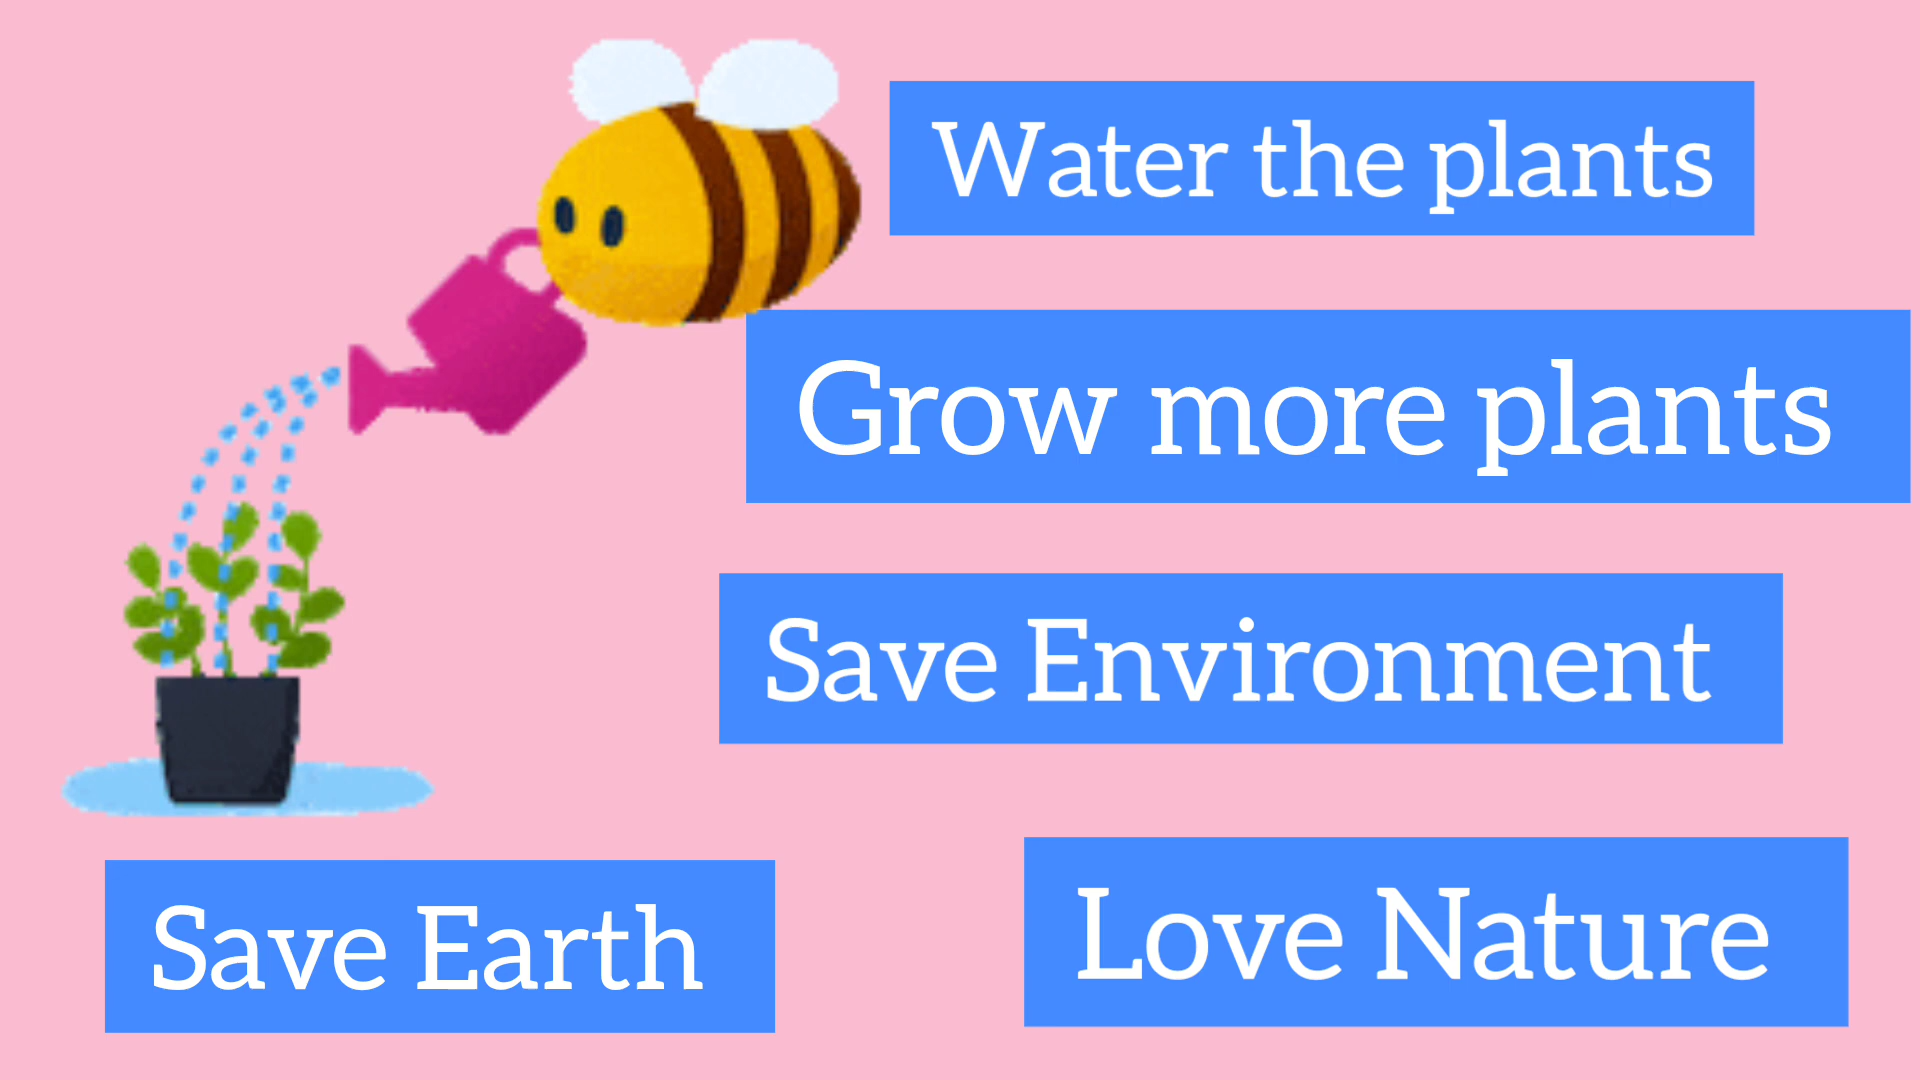 Water the plants
Grow more plants
Save Environment
Save Earth
Love Nature